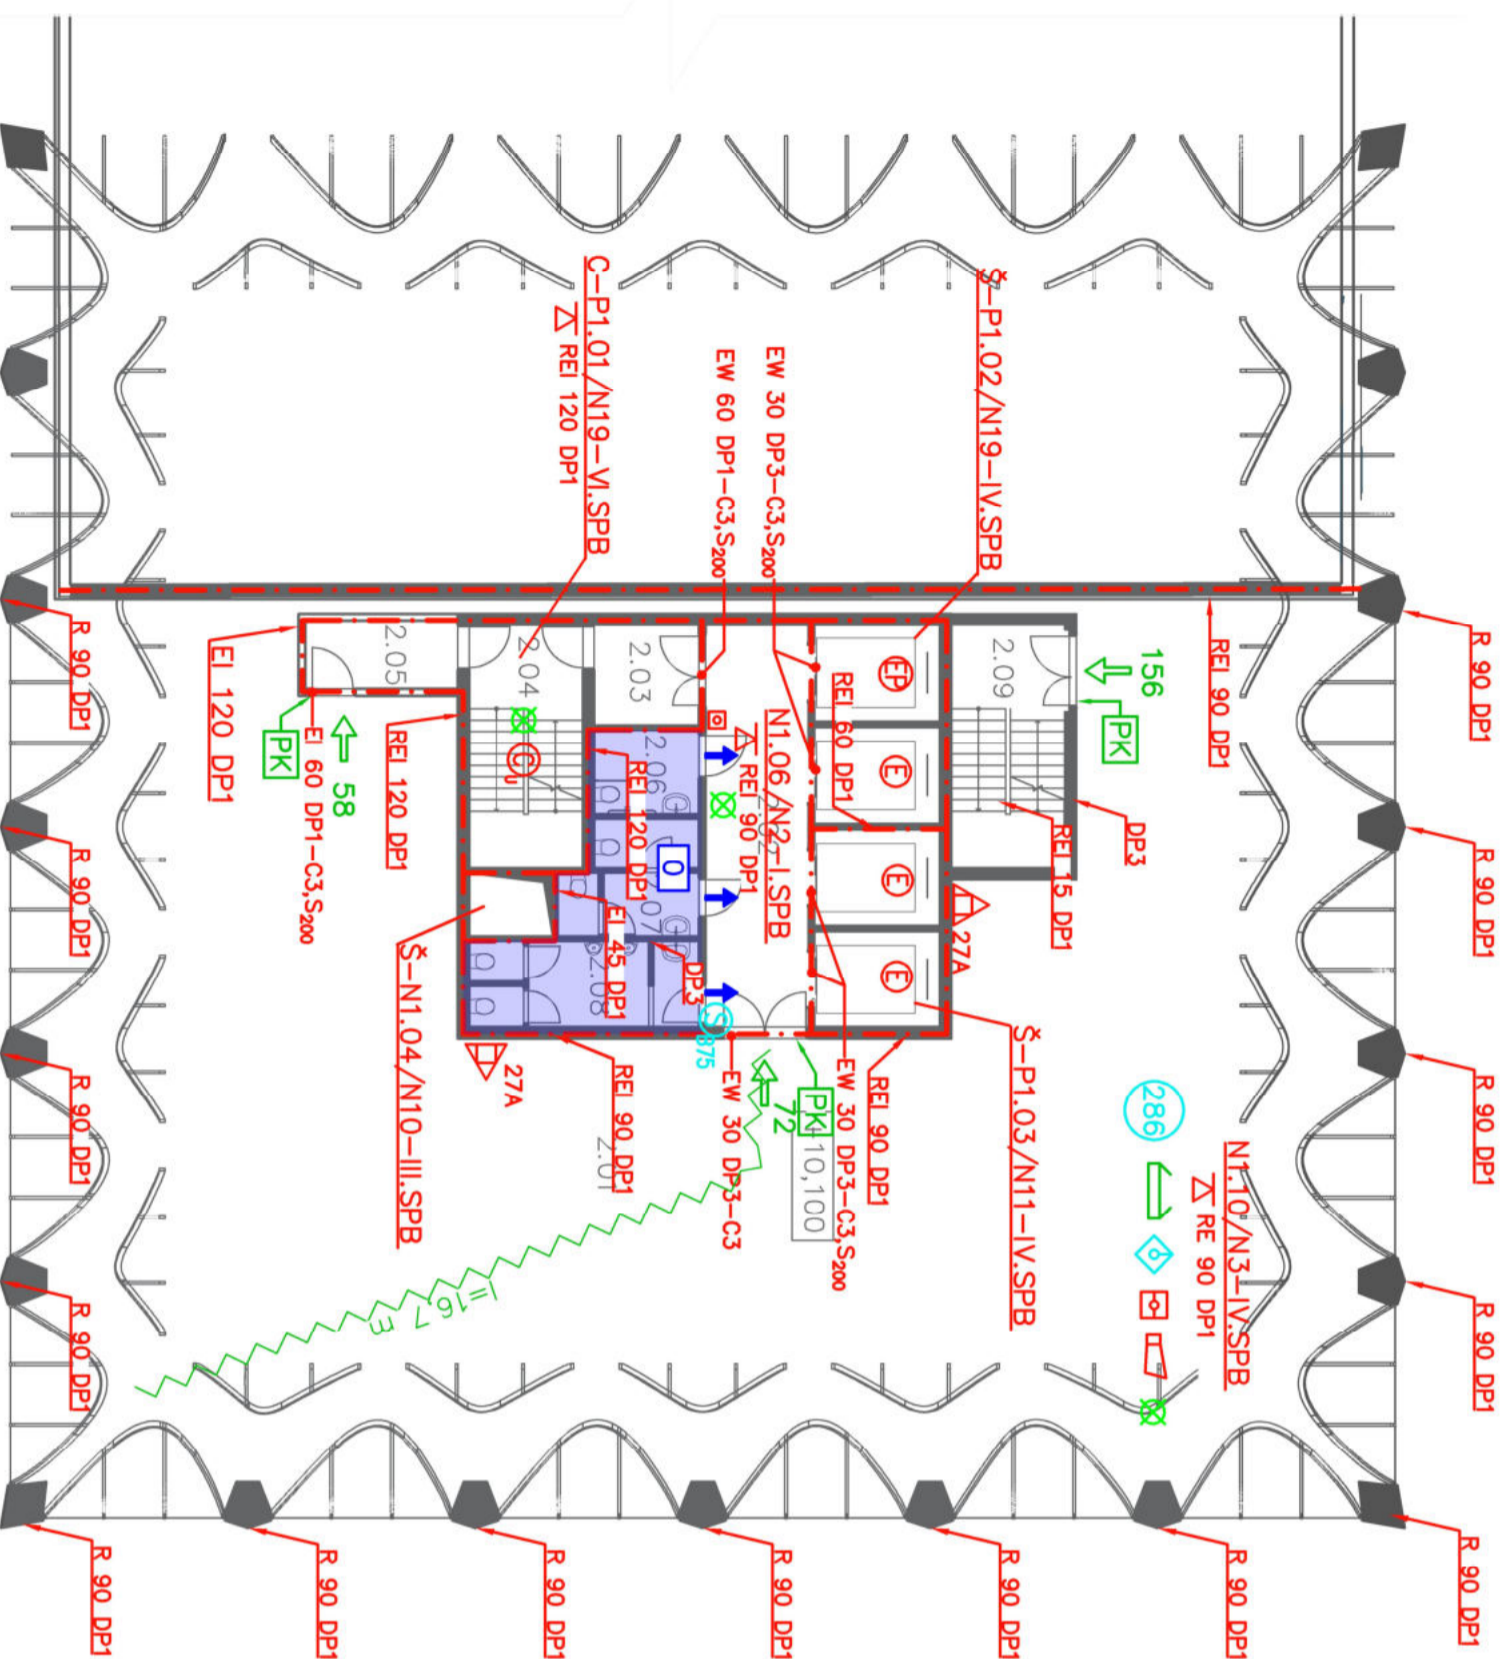 R 90 DP1
R 90 DP1
R 90 DP1
R 90 DP1
R 90 DP1
REI 90 DP1
156
PK
DP3
REI 15 DP1
2.09
27A
286
N1.10/N3-IV.SPB
RE 90 DP1
Š-P1.02/N19-IV.SPB
EP
E
E
E
REI 60 DP1
Š-P1.03/N11-IV.SPB
REI 90 DP1
EW 30 DP3-C3,S200
EW 30 DP3-C3,S200
EW 60 DP1-C3,S200
N1.06/N2-I.SPB
REI 90 DP1
2.02
PK
+10,100
72
EW 30 DP3-C3
S
875
C-P1.01/N19-VI.SPB
REI 120 DP1
2.03
2.04
2.05
2.06
2.07
2.08
0
REI 120 DP1
EI 45 DP1
DP3
CU
REI 90 DP1
2.01
27A
Š-N1.04/N10-III.SPB
REI 120 DP1
58
PK
EI 60 DP1-C3,S200
EI 120 DP1
l=16,7 m
R 90 DP1
R 90 DP1
R 90 DP1
R 90 DP1
R 90 DP1
R 90 DP1
R 90 DP1
R 90 DP1
R 90 DP1
R 90 DP1
R 90 DP1